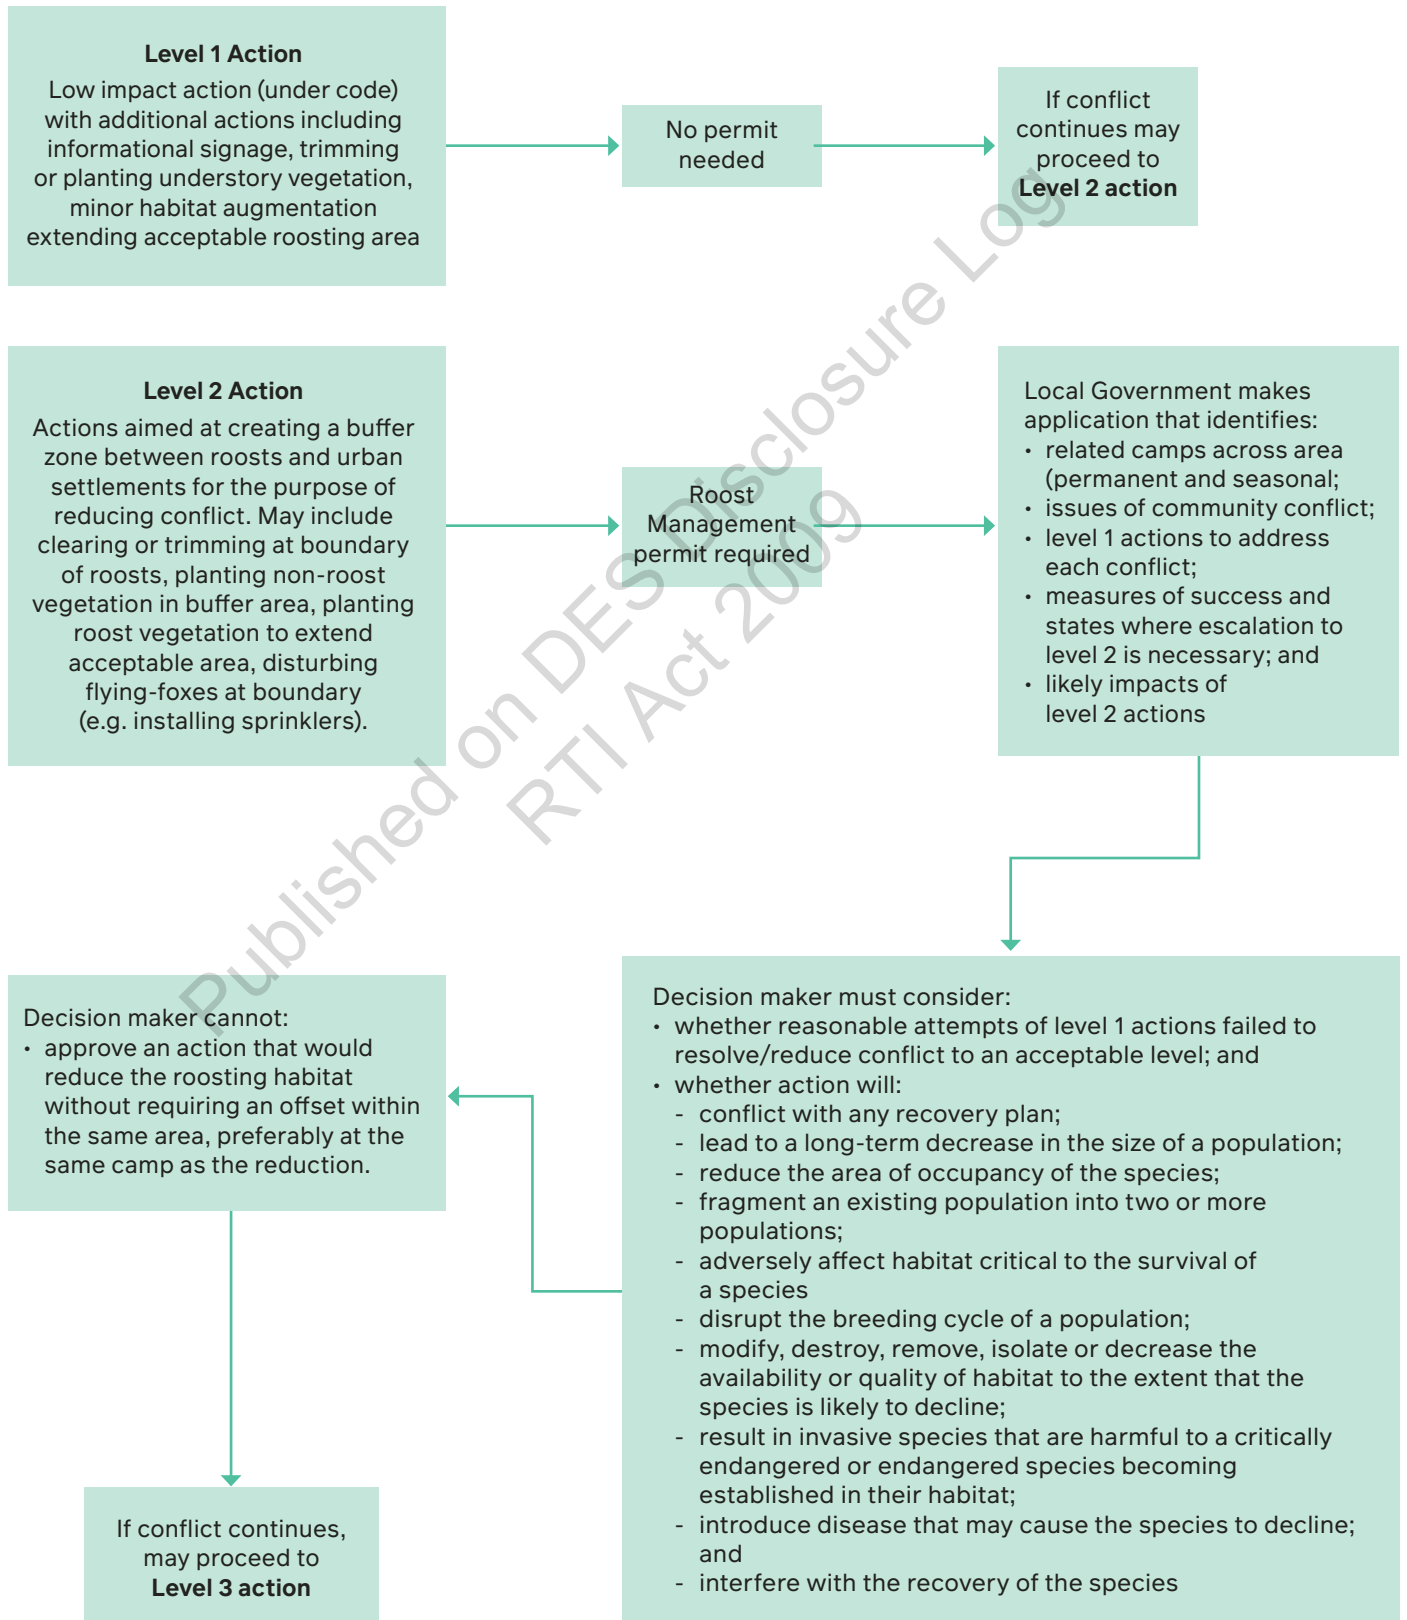 Level 1 Action
Low impact action (under code)
with additional actions including
informational signage, trimming
or planting understory vegetation,
minor habitat augmentation
extending acceptable roosting area
No permit
needed
If conflict
continues may
proceed to
Level 2 action
Level 2 Action
Actions aimed at creating a buffer
zone between roosts and urban
settlements for the purpose of
reducing conflict. May include
clearing or trimming at boundary
of roosts, planting non-roost
vegetation in buffer area, planting
roost vegetation to extend
acceptable area, disturbing
flying-foxes at boundary
(e.g. installing sprinklers).
Roost
Management
permit required
Local Government makes
application that identifies:
• related camps across area
(permanent and seasonal;
• issues of community conflict;
• level 1 actions to address
each conflict;
• measures of success and
states where escalation to
level 2 is necessary; and
• likely impacts of
level 2 actions
Decision maker must consider:
• whether reasonable attempts of level 1 actions failed to
resolve/reduce conflict to an acceptable level; and
• whether action will:
- conflict with any recovery plan;
- lead to a long-term decrease in the size of a population;
- reduce the area of occupancy of the species;
- fragment an existing population into two or more
populations;
- adversely affect habitat critical to the survival of
a species
- disrupt the breeding cycle of a population;
- modify, destroy, remove, isolate or decrease the
availability or quality of habitat to the extent that the
species is likely to decline;
- result in invasive species that are harmful to a critically
endangered or endangered species becoming
established in their habitat;
- introduce disease that may cause the species to decline;
and
- interfere with the recovery of the species
Decision maker cannot:
• approve an action that would
reduce the roosting habitat
without requiring an offset within
the same area, preferably at the
same camp as the reduction.
If conflict continues,
may proceed to
Level 3 action
Published on DES Disclosure Log
RTI Act 2009